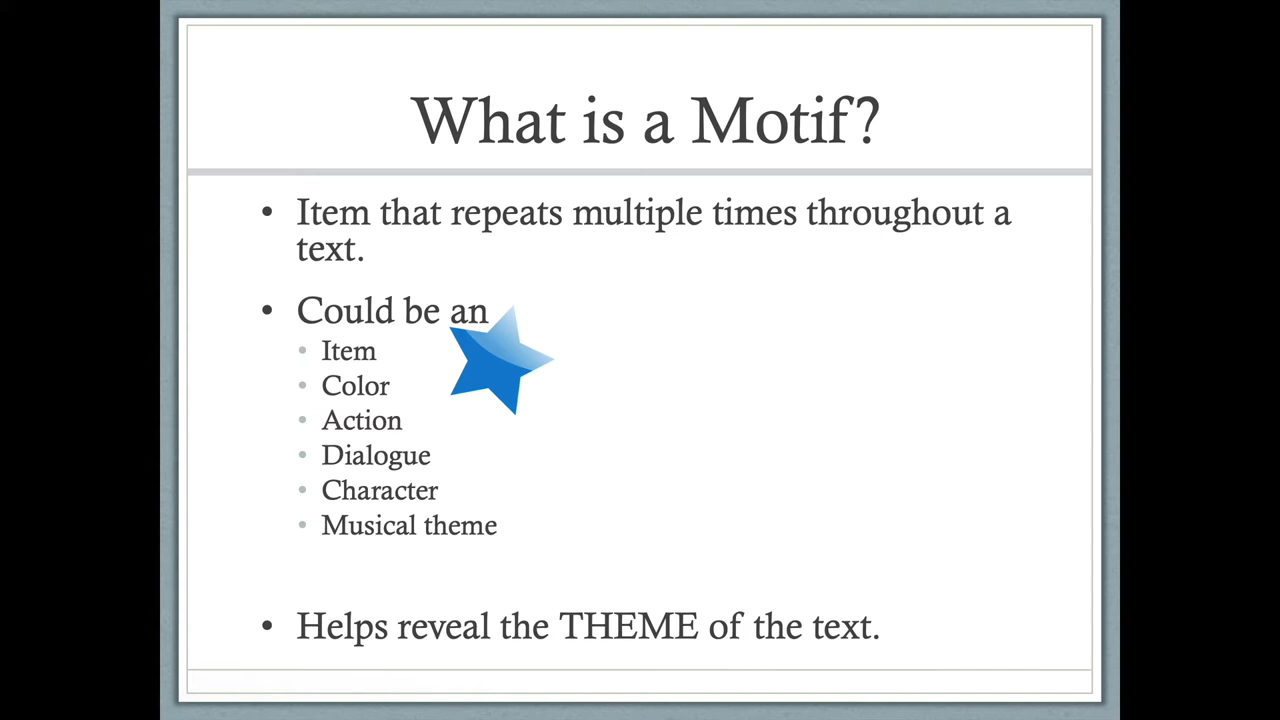 What is a Motif?
• Item that repeats multiple times throughout a
text.
• Could be an
• Item
• Color
• Action
• Dialogue
• Character
• Musical theme
• Helps reveal the THEME of the text.